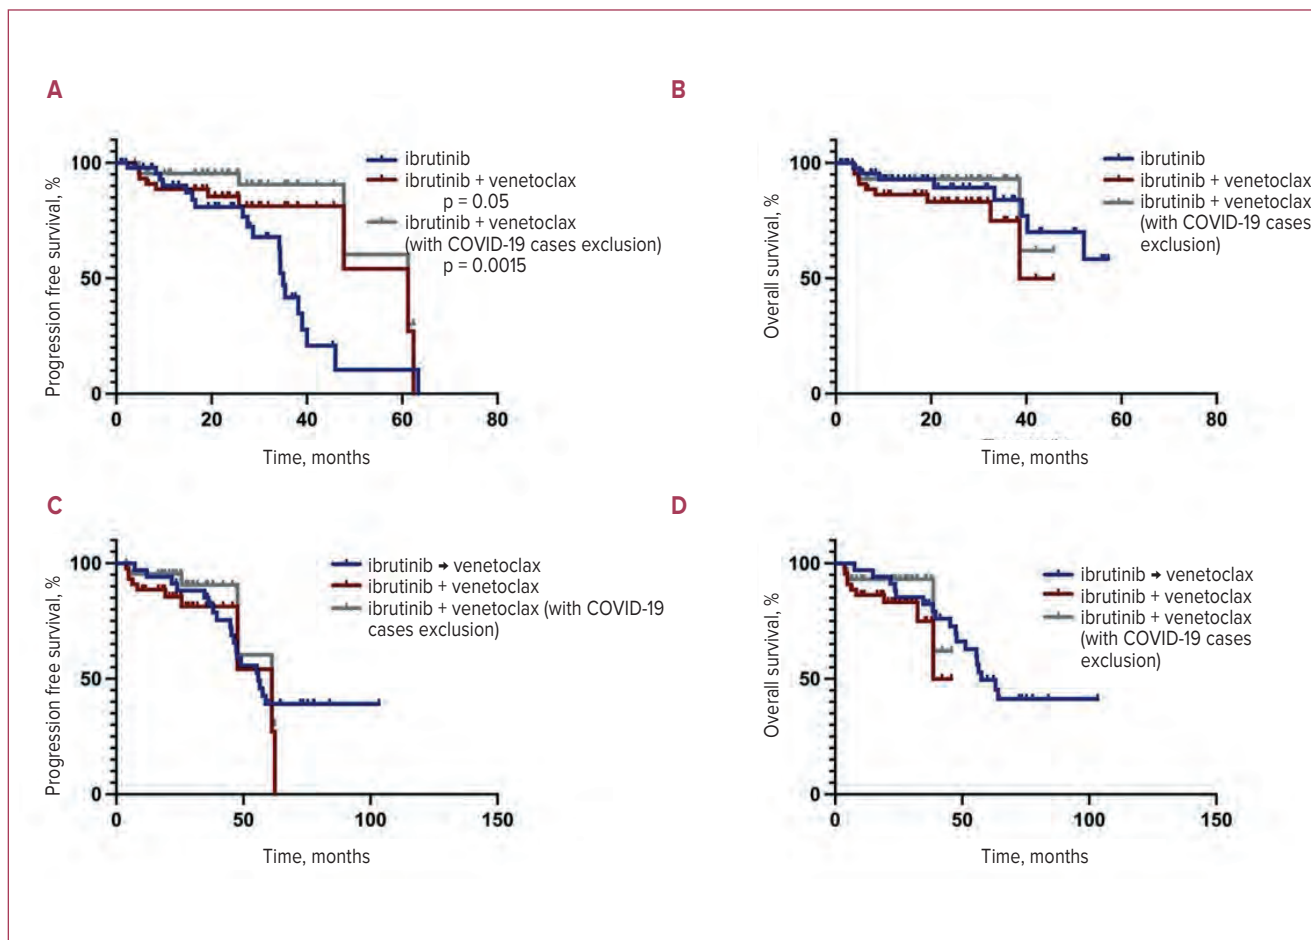 A
Progression free survival, %
100
50
0
0 20 40 60 80
Time, months
ibrutinib
ibrutinib + venetoclax
p = 0.05
ibrutinib + venetoclax
(with COVID-19 cases exclusion)
p = 0.0015
B
Overall survival, %
100
50
0
0 20 40 60 80
Time, months
ibrutinib
ibrutinib + venetoclax
ibrutinib + venetoclax
(with COVID-19 cases
exclusion)
C
Progression free survival, %
100
50
0
0 50 100 150
Time, months
ibrutinib → venetoclax
ibrutinib + venetoclax
ibrutinib + venetoclax (with COVID-19
cases exclusion)
D
Overall survival, %
100
50
0
0 50 100 150
Time, months
ibrutinib → venetoclax
ibrutinib + venetoclax
ibrutinib + venetoclax
(with COVID-19 cases
exclusion)